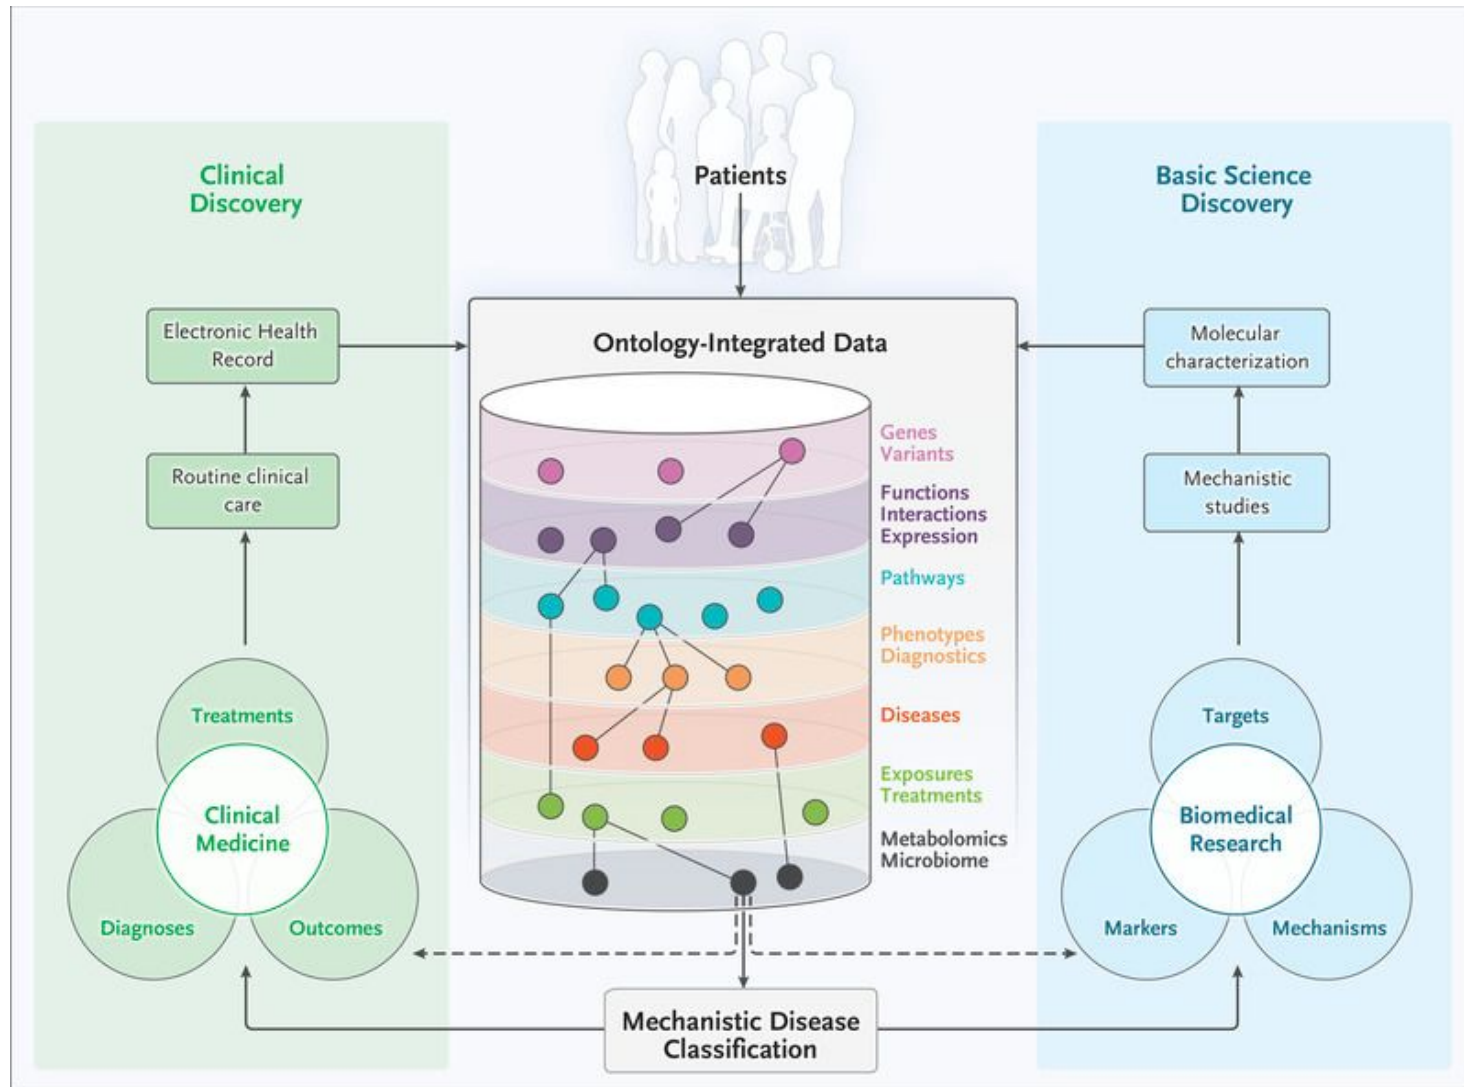 Patients
Clinical
Discovery
Electronic Health
Record
Routine clinical
care
Treatments
Clinical
Medicine
Diagnoses
Outcomes
Ontology-Integrated Data
Genes
Variants
Functions
Interactions
Expression
Pathways
Phenotypes
Diagnostics
Diseases
Exposures
Treatments
Metabolomics
Microbiome
Mechanistic Disease
Classification
Basic Science
Discovery
Molecular
characterization
Mechanistic
studies
Targets
Biomedical
Research
Markers
Mechanisms